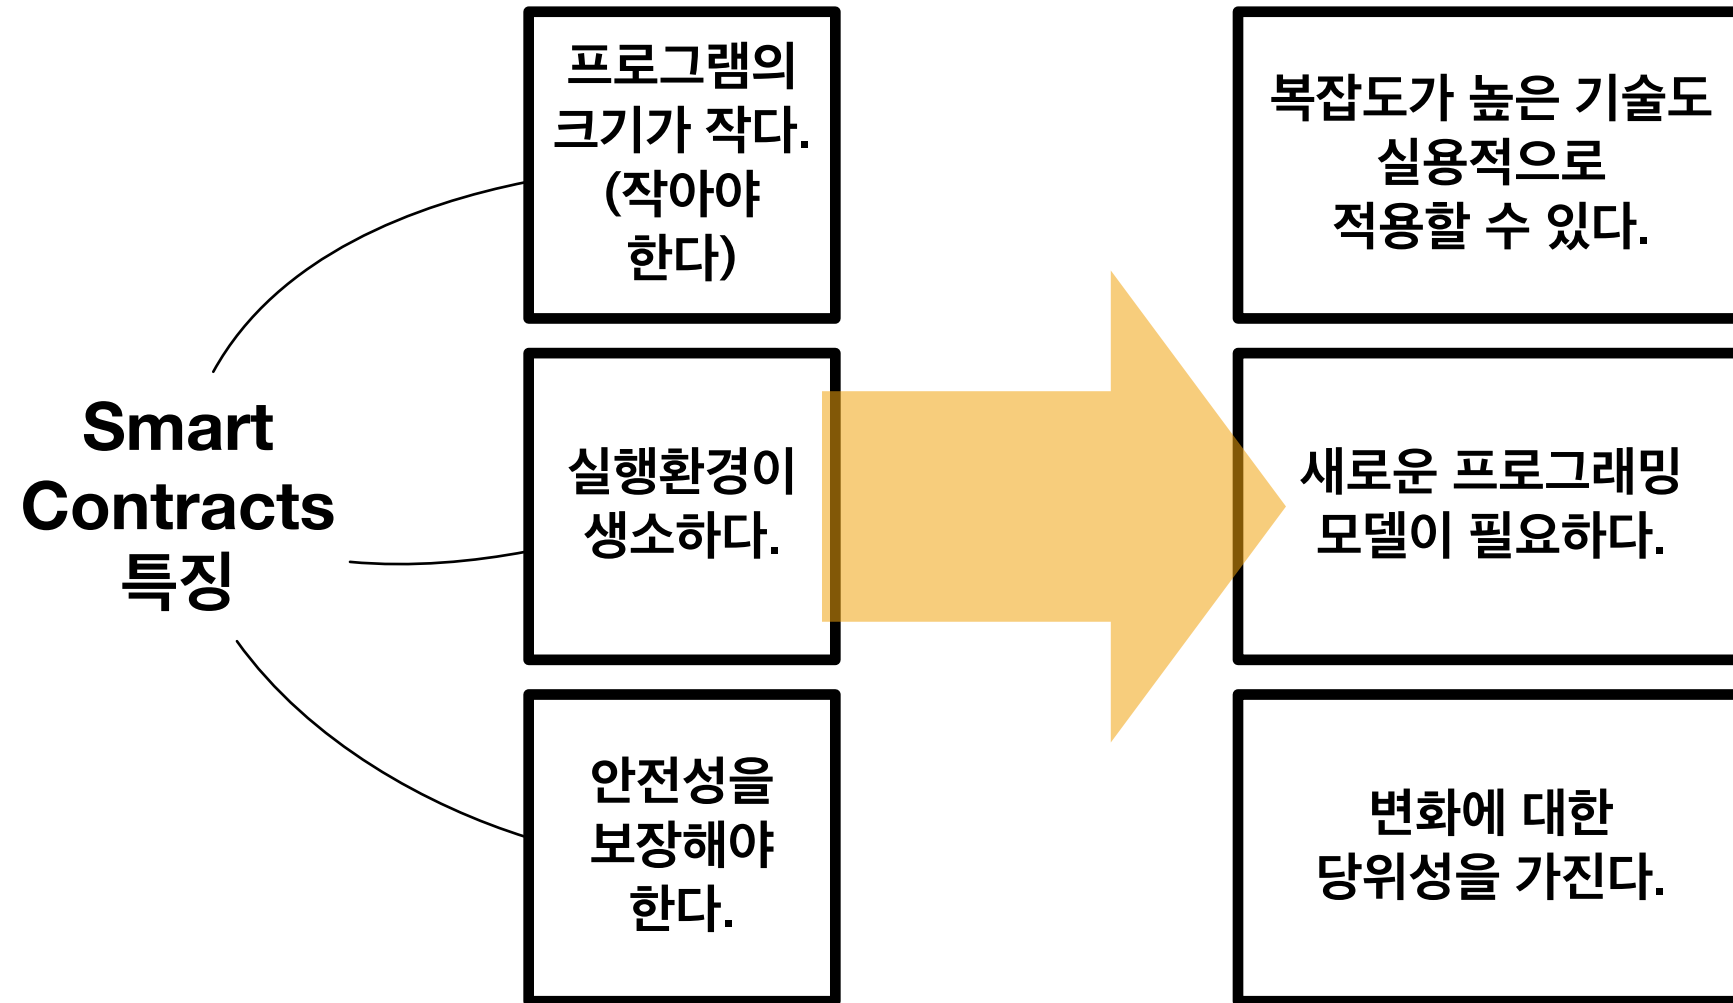 Smart
Contracts
특징
프로그램의
크기가 작다.
(작아야
한다)
실행환경이
생소하다.
안전성을
보장해야
한다.
복잡도가 높은 기술도
실용적으로
적용할 수 있다.
새로운 프로그래밍
모델이 필요하다.
변화에 대한
당위성을 가진다.